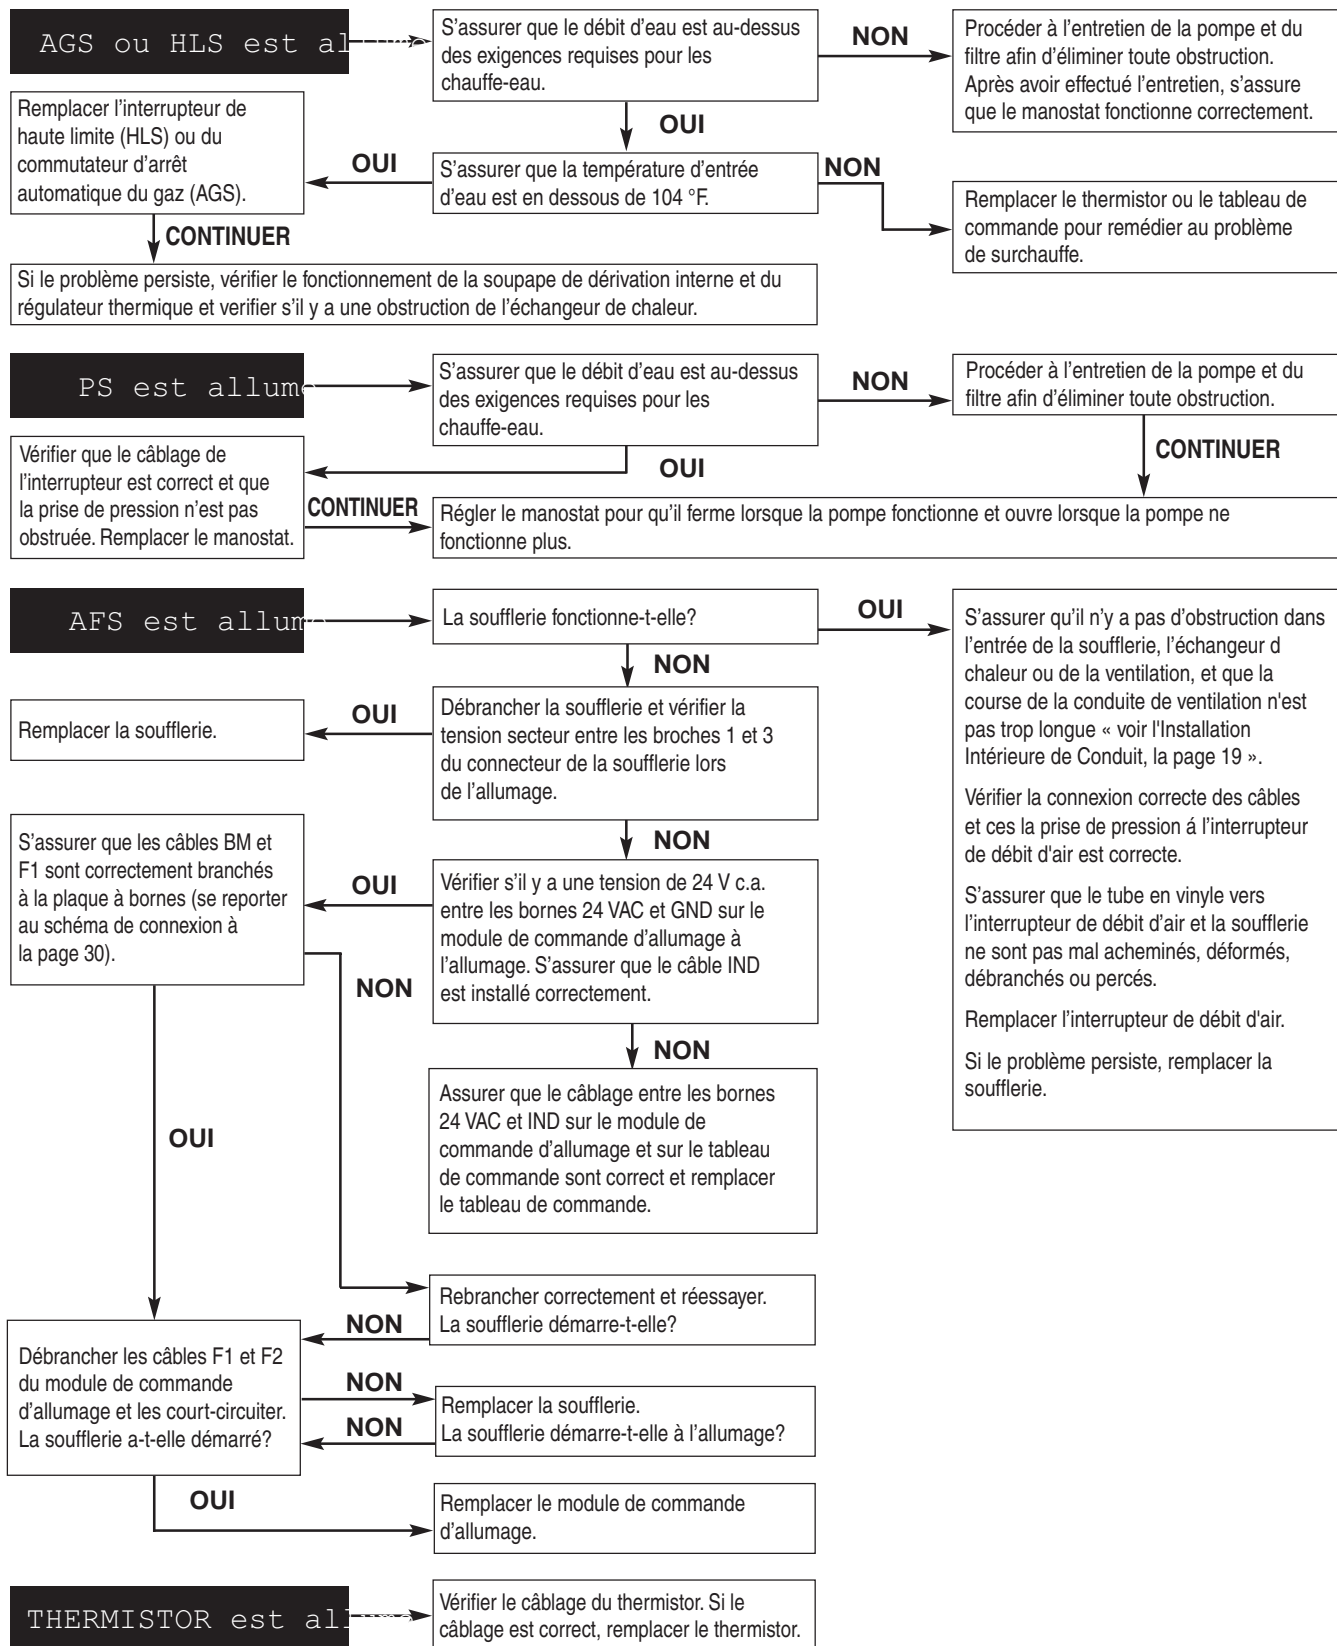 AGS ou HLS est allumé
S'assurer que le débit d'eau est au-dessus
des exigences requises pour les
chauffe-eau.
NON
Procéder à l'entretien de la pompe et du
filtre afin d'éliminer toute obstruction.
Après avoir effectué l'entretien, s'assure
que le manostat fonctionne correctement.
OUI
Remplacer l'interrupteur de
haute limite (HLS) ou du
commutateur d'arrêt
automatique du gaz (AGS).
OUI
S'assurer que la température d'entrée
d'eau est en dessous de 104 °F.
NON
Remplacer le thermistor ou le tableau de
commande pour remédier au problème
de surchauffe.
CONTINUER
Si le problème persiste, vérifier le fonctionnement de la soupape de dérivation interne et du
régulateur thermique et verifier s'il y a une obstruction de l'échangeur de chaleur.
PS est allumé
S'assurer que le débit d'eau est au-dessus
des exigences requises pour les
chauffe-eau.
NON
Procéder à l'entretien de la pompe et du
filtre afin d'éliminer toute obstruction.
OUI
CONTINUER
Vérifier que le câblage de
l'interrupteur est correct et que
la prise de pression n'est pas
obstruée. Remplacer le manostat.
CONTINUER
Régler le manostat pour qu'il ferme lorsque la pompe fonctionne et ouvre lorsque la pompe ne
fonctionne plus.
AFS est allumé
La soufflerie fonctionne-t-elle?
OUI
S'assurer qu'il n'y a pas d'obstruction dans
l'entrée de la soufflerie, l'échangeur d
chaleur ou de la ventilation, et que la
course de la conduite de ventilation n'est
pas trop longue « voir l'Installation
Intérieure de Conduit, la page 19 ».
Vérifier la connexion correcte des câbles
et ces la prise de pression á l'interrupteur
de débit d'air est correcte.
S'assurer que le tube en vinyle vers
l'interrupteur de débit d'air et la soufflerie
ne sont pas mal acheminés, déformés,
débranchés ou percés.
Remplacer l'interrupteur de débit d'air.
Si le problème persiste, remplacer la
soufflerie.
NON
Remplacer la soufflerie.
OUI
Débrancher la soufflerie et vérifier la
tension secteur entre les broches 1 et 3
du connecteur de la soufflerie lors
de l'allumage.
NON
S'assurer que les câbles BM et
F1 sont correctement branchés
à la plaque à bornes (se reporter
au schéma de connexion à
la page 30).
OUI
Vérifier s'il y a une tension de 24 V c.a.
entre les bornes 24 VAC et GND sur le
module de commande d'allumage à
l'allumage. S'assurer que le câble IND
est installé correctement.
NON
NON
Assurer que le câblage entre les bornes
24 VAC et IND sur le module de
commande d'allumage et sur le tableau
de commande sont correct et remplacer
le tableau de commande.
OUI
Rebrancher correctement et réessayer.
La soufflerie démarre-t-elle?
NON
Débrancher les câbles F1 et F2
du module de commande
d'allumage et les court-circuiter.
La soufflerie a-t-elle démarré?
NON
NON
Remplacer la soufflerie.
La soufflerie démarre-t-elle à l'allumage?
OUI
Remplacer le module de commande
d'allumage.
THERMISTOR est allumé
Vérifier le câblage du thermistor. Si le
câblage est correct, remplacer le thermistor.